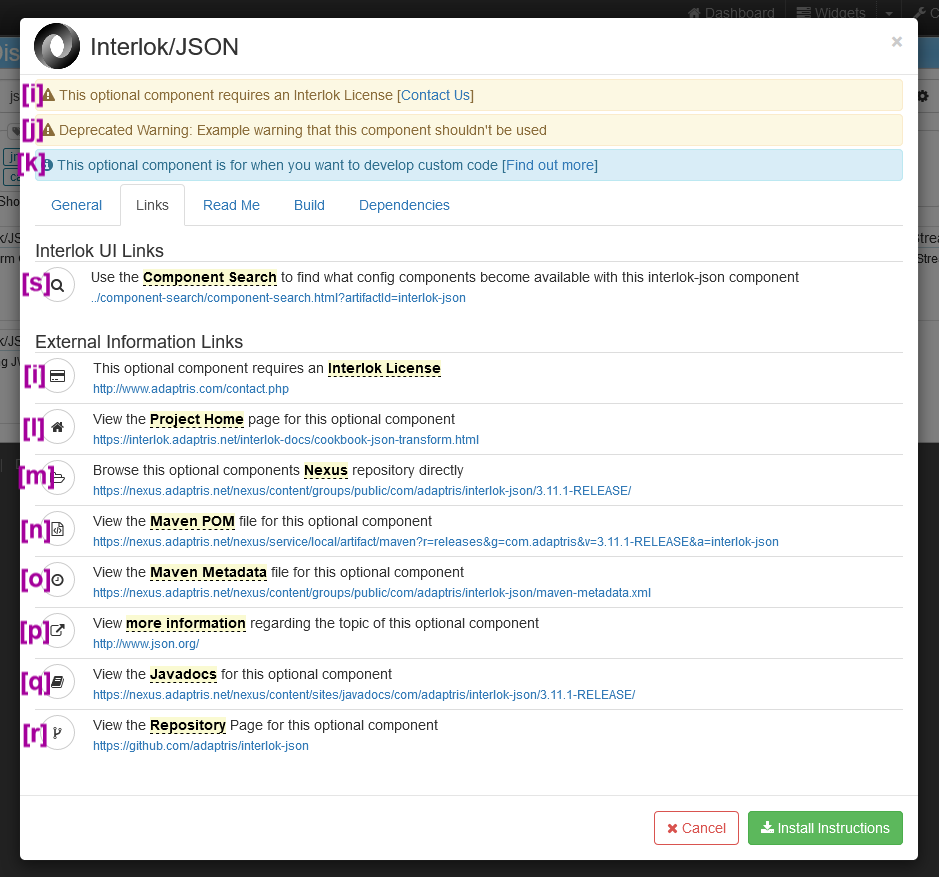 Dashboard Widgets
Interlok/JSON ×
[i] This optional component requires an Interlok License [Contact Us]
[j] Deprecated Warning: Example warning that this component shouldn't be used
[k] This optional component is for when you want to develop custom code [Find out more]
General Links Read Me Build Dependencies
Interlok UI Links
[s] Use the Component Search to find what config components become available with this interlok-json component
../component-search/component-search.html?artifactId=interlok-json
External Information Links
[i] This optional component requires an Interlok License
http://www.adaptris.com/contact.php
[l] View the Project Home page for this optional component
https://interlok.adaptris.net/interlok-docs/cookbook-json-transform.html
[m] Browse this optional components Nexus repository directly
https://nexus.adaptris.net/nexus/content/groups/public/com/adaptris/interlok-json/3.11.1-RELEASE/
[n] View the Maven POM file for this optional component
https://nexus.adaptris.net/nexus/service/local/artifact/maven?r=releases&g=com.adaptris&v=3.11.1-RELEASE&a=interlok-json
[o] View the Maven Metadata file for this optional component
https://nexus.adaptris.net/nexus/content/groups/public/com/adaptris/interlok-json/maven-metadata.xml
[p] View more information regarding the topic of this optional component
http://www.json.org/
[q] View the Javadocs for this optional component
https://nexus.adaptris.net/nexus/content/sites/javadocs/com/adaptris/interlok-json/3.11.1-RELEASE/
[r] View the Repository Page for this optional component
https://github.com/adaptris/interlok-json
Cancel Install Instructions